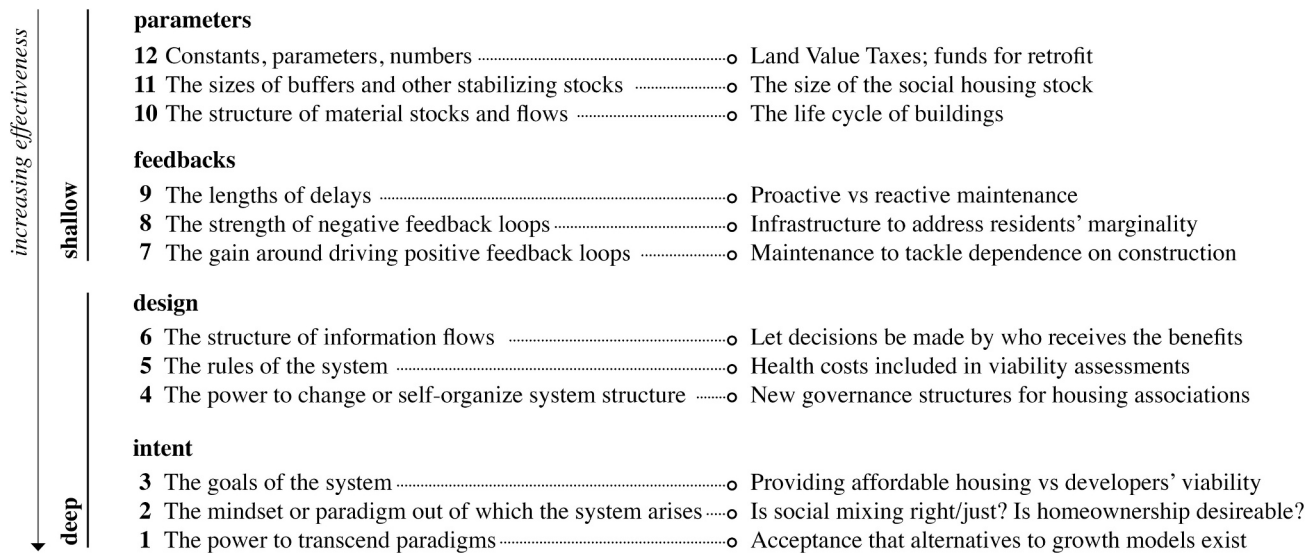 increasing effectiveness
shallow
deep
parameters
12 Constants, parameters, numbers Land Value Taxes; funds for retrofit
11 The sizes of buffers and other stabilizing stocks The size of the social housing stock
10 The structure of material stocks and flows The life cycle of buildings
feedbacks
9 The lengths of delays Proactive vs reactive maintenance
8 The strength of negative feedback loops Infrastructure to address residents' marginality
7 The gain around driving positive feedback loops Maintenance to tackle dependence on construction
design
6 The structure of information flows Let decisions be made by who receives the benefits
5 The rules of the system Health costs included in viability assessments
4 The power to change or self-organize system structure New governance structures for housing associations
intent
3 The goals of the system Providing affordable housing vs developers' viability
2 The mindset or paradigm out of which the system arises Is social mixing right/just? Is homeownership desireable?
1 The power to transcend paradigms Acceptance that alternatives to growth models exist